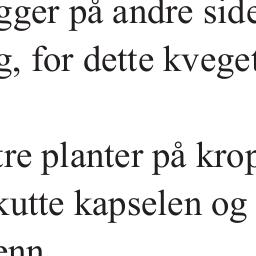 gger på andre side
g, for dette kveget
tre planter på krop
kutte kapselen og
enn